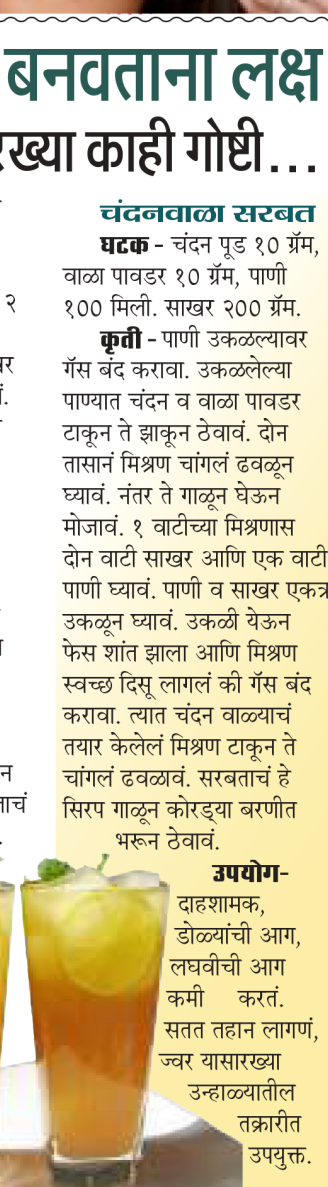 बनवताना लक्ष
काही गोष्टी...
चंदनवाळा सरबत
घटक - चंदन पूड १० ग्रॅम,
वाळा पावडर १० ग्रॅम, पाणी
१०० मिली. साखर २०० ग्रॅम.
कृती - पाणी उकळल्यावर
गॅस बंद करावा. उकळलेल्या
पाण्यात चंदन व वाळा पावडर
टाकून ते झाकून ठेवावं. दोन
तासानं मिश्रण चांगलं ढवळून
घ्यावं. नंतर ते गाळून घेऊन
मोजावं. १ वाटीच्या मिश्रणास
दोन वाटी साखर आणि एक वाटी
पाणी घ्यावं. पाणी व साखर एकत्र
उकळून घ्यावं. उकळी येऊन
फेस शांत झाला आणि मिश्रण
स्वच्छ दिसू लागलं की गॅस बंद
करावा. त्यात चंदन वाळ्याचं
तयार केलेलं मिश्रण टाकून ते
चांगलं ढवळावं. सरबताचं हे
सिरप गाळून कोरड्या बरणीत
भरून ठेवावं.
उपयोग-
दाहशामक,
डोळ्यांची आग,
लघवीची आग
कमी करतं.
सतत तहान लागणं,
ज्वर यासारख्या
उन्हाळ्यातील
तक्रारीत
उपयुक्त.